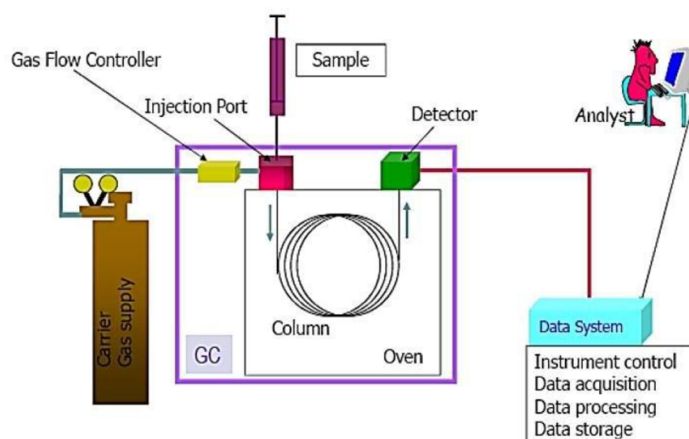 Gas Flow Controller
Sample
Injection Port
Detector
Analyst
Carrier
Gas supply
Column
GC
Oven
Data System
Instrument control
Data acquisition
Data processing
Data storage